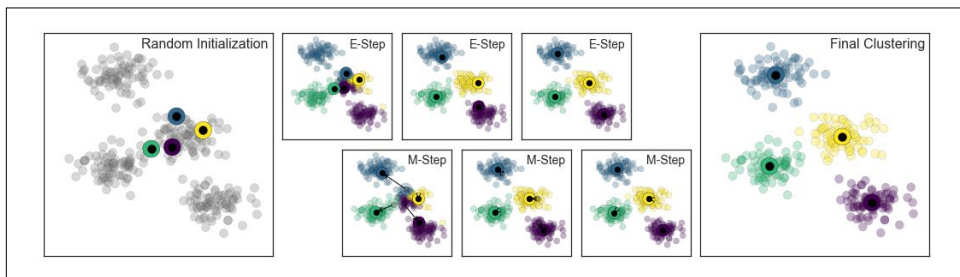 Random Initialization
E-Step
E-Step
E-Step
Final Clustering
M-Step
M-Step
M-Step